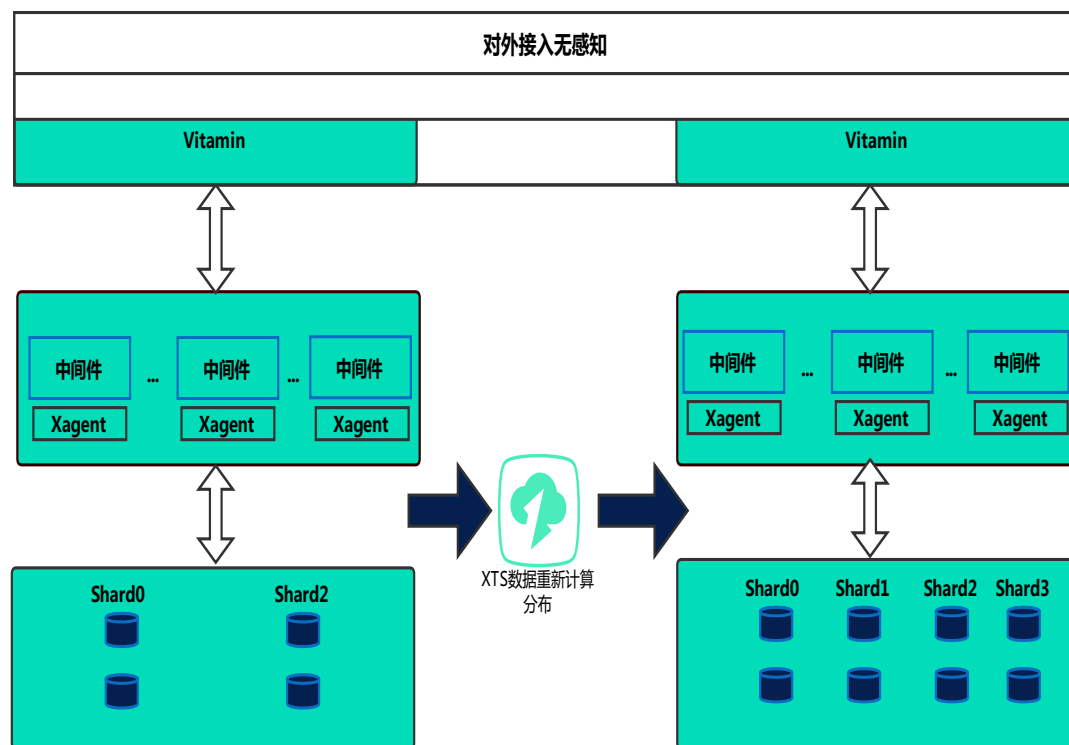 对外接入无感知
Vitamin
Vitamin
中间件 ... 中间件 ... 中间件
Xagent Xagent Xagent
中间件 ... 中间件 ... 中间件
Xagent Xagent Xagent
XTS数据重新计算
分布
Shard0 Shard2
Shard0 Shard1 Shard2 Shard3